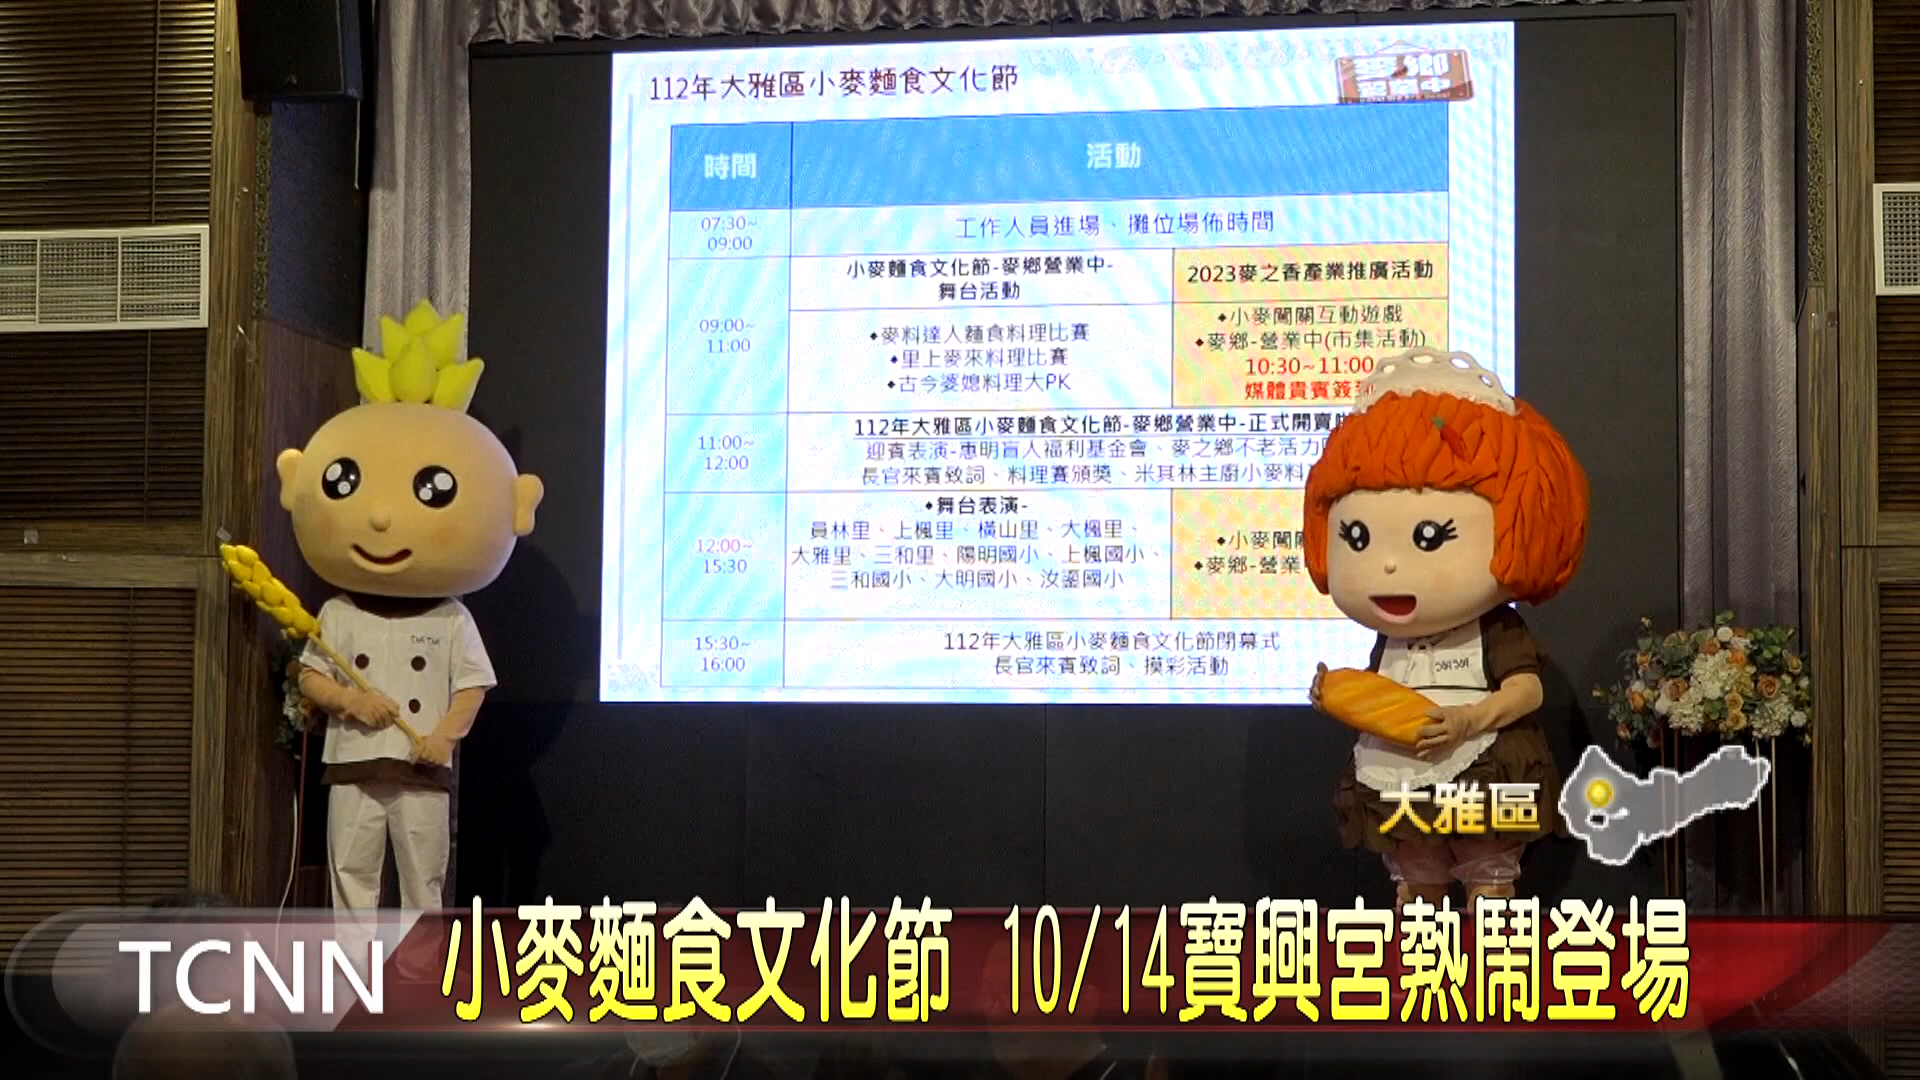 112年大雅區小麥麵食文化節
麥鄉
營業中
時間
活動
07:30~
09:00
工作人員進場、攤位場佈時間
09:00~
11:00
小麥麵食文化節-麥鄉營業中-
舞台活動
2023麥之香產業推廣活動
◆麥料達人麵食料理比賽
◆里上麥來料理比賽
◆古今婆媳料理大PK
◆小麥闖關互動遊戲
◆麥鄉-營業中(市集活動)
10:30~11:00
媒體貴賓簽到
11:00~
12:00
112年大雅區小麥麵食文化節-麥鄉營業中-正式開賣
迎賓表演-惠明盲人福利基金會、麥之鄉不老活力
長官來賓致詞、料理賽頒獎、米其林主廚小麥料
12:00~
15:30
◆舞台表演-
員林里、上楓里、橫山里、大楓里、
大雅里、三和里、陽明國小、上楓國小、
三和國小、大明國小、汝鎏國小
◆小麥闖關
◆麥鄉-營業
15:30~
16:00
112年大雅區小麥麵食文化節閉幕式
長官來賓致詞、摸彩活動
大雅區
TCNN
小麥麵食文化節 10/14寶興宮熱鬧登場